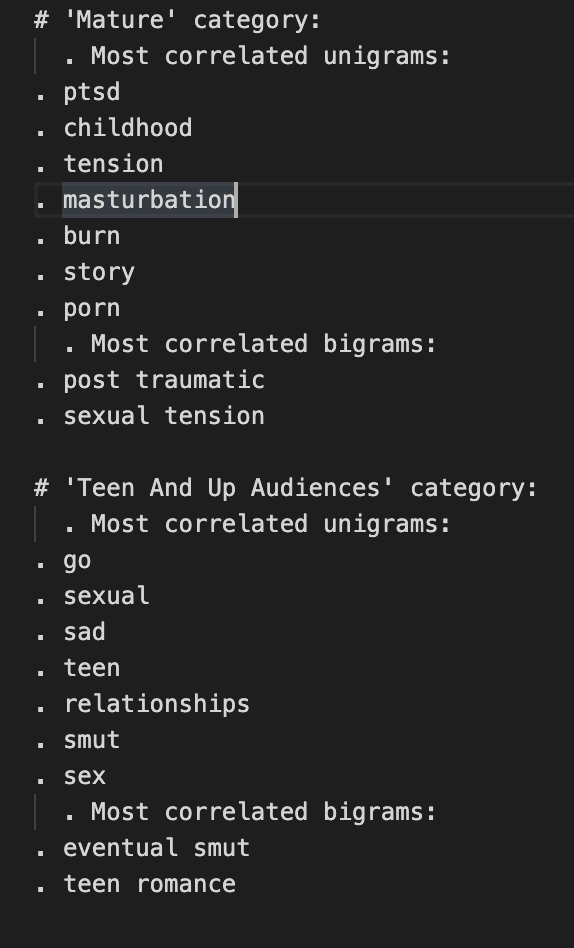 # 'Mature' category:
. Most correlated unigrams:
. ptsd
. childhood
. tension
. masturbation
. burn
. story
. porn
. Most correlated bigrams:
. post traumatic
. sexual tension
# 'Teen And Up Audiences' category:
. Most correlated unigrams:
. go
. sexual
. sad
. teen
. relationships
. smut
. sex
. Most correlated bigrams:
. eventual smut
. teen romance